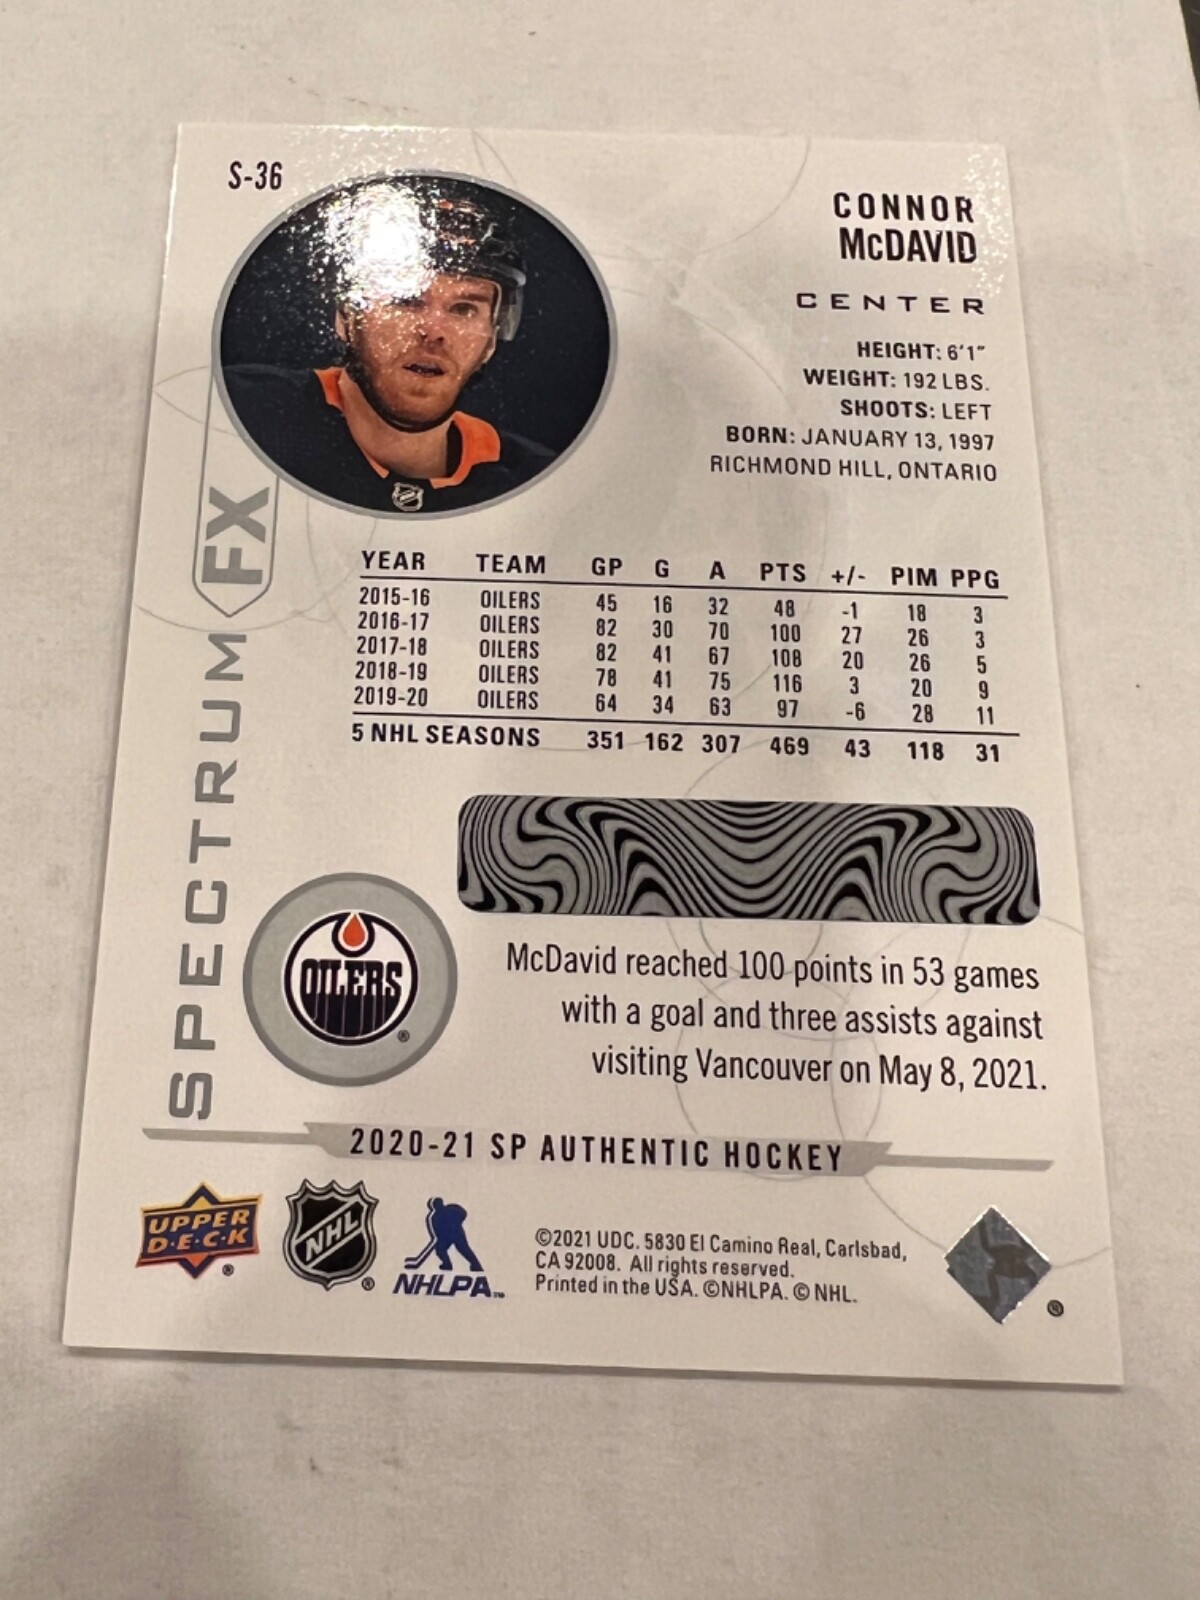 S-36
CONNOR
McDAVID
CENTER
HEIGHT: 6'1"
WEIGHT: 192 LBS.
SHOOTS: LEFT
BORN: JANUARY 13, 1997
RICHMOND HILL, ONTARIO
SPECTRUM FX
YEAR TEAM GP G A PTS +/- PIM PPG
2015-16 OILERS 45 16 32 48 -1 18 3
2016-17 OILERS 82 30 70 100 27 26 3
2017-18 OILERS 82 41 67 108 20 26 5
2018-19 OILERS 78 41 75 116 3 20 9
2019-20 OILERS 64 34 63 97 -6 28 11
5 NHL SEASONS 351 162 307 469 43 118 31
OILERS ®
McDavid reached 100 points in 53 games
with a goal and three assists against
visiting Vancouver on May 8, 2021.
2020-21 SP AUTHENTIC HOCKEY
UPPER
D·E·C·K ®
NHL ®
NHLPA™
©2021 UDC. 5830 El Camino Real, Carlsbad,
CA 92008. All rights reserved.
Printed in the USA. ©NHLPA. © NHL.
®